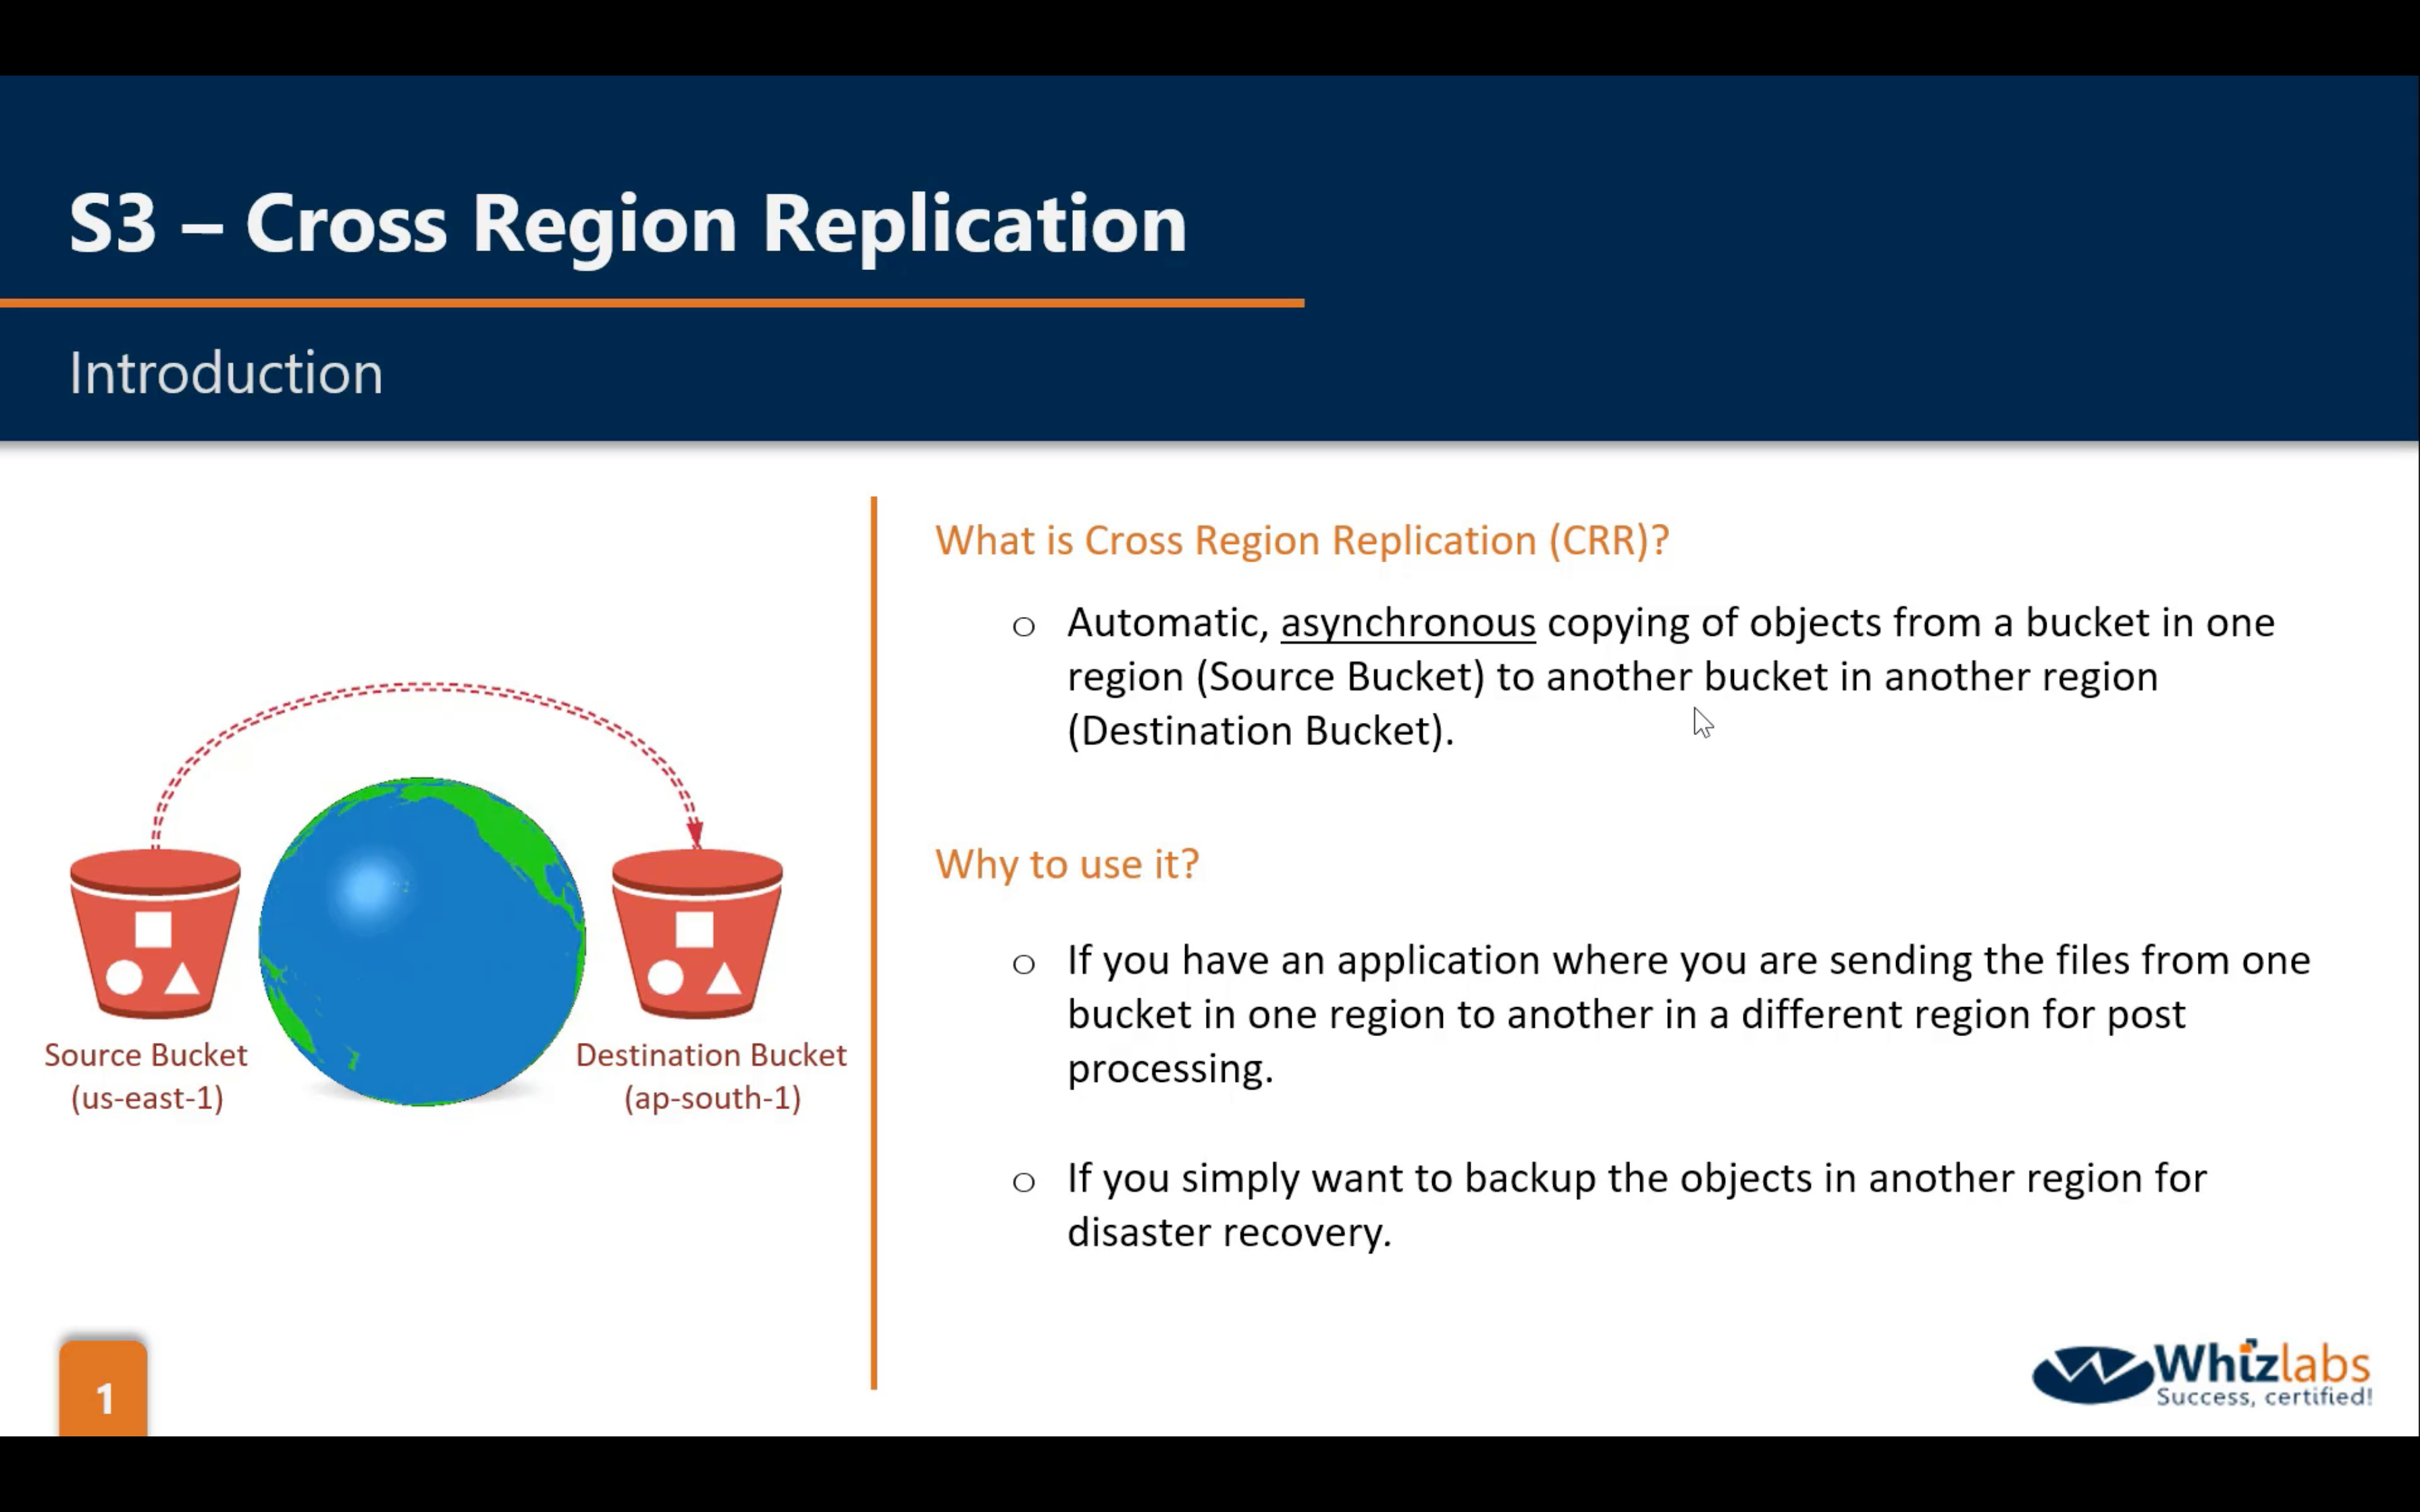 S3 – Cross Region Replication
Introduction
Source Bucket
(us-east-1)
Destination Bucket
(ap-south-1)
What is Cross Region Replication (CRR)?
o Automatic, asynchronous copying of objects from a bucket in one
region (Source Bucket) to another bucket in another region
(Destination Bucket).
Why to use it?
o If you have an application where you are sending the files from one
bucket in one region to another in a different region for post
processing.
o If you simply want to backup the objects in another region for
disaster recovery.
1
Whizlabs
Success, certified!